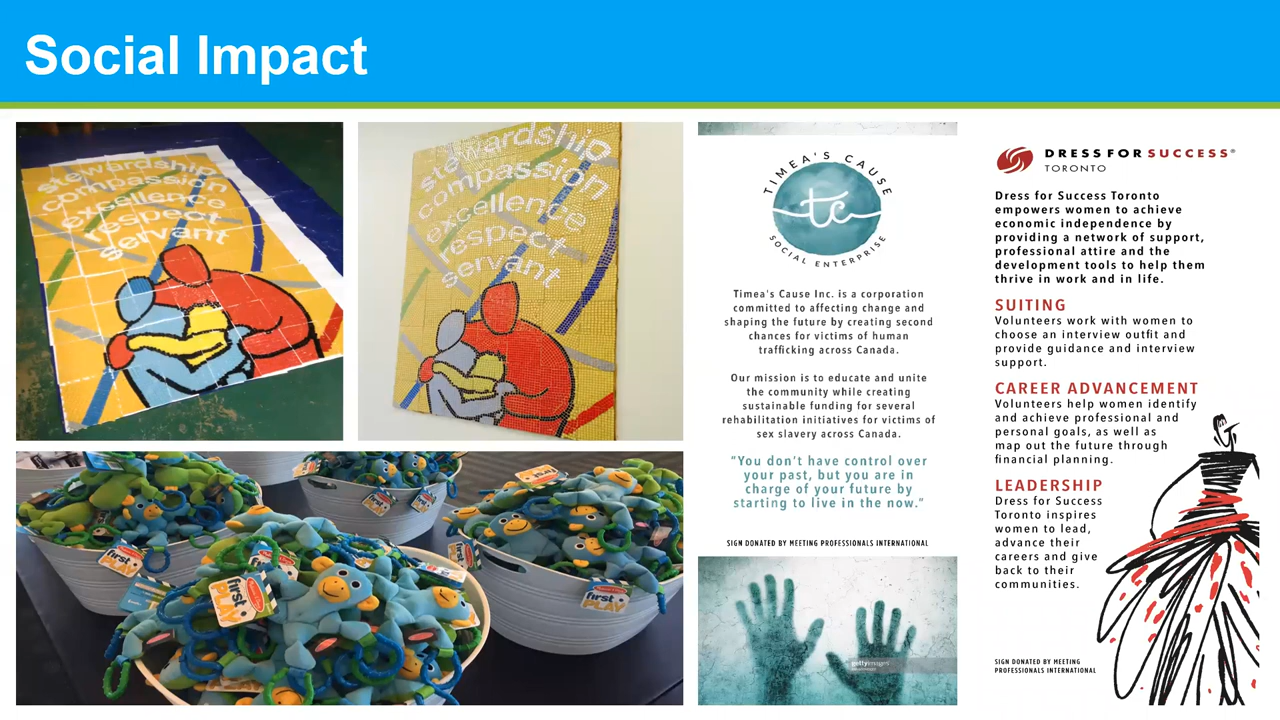 Social Impact
stewardship
compassion
excellence
respect
servant
stewardship
compassion
excellence
respect
servant
first
PLAY
first
PLAY
first
PLAY
TIMEA'S CAUSE
tc
SOCIAL ENTERPRISE
Timea's Cause Inc. is a corporation
committed to affecting change and
shaping the future by creating second
chances for victims of human
trafficking across Canada.
Our mission is to educate and unite
the community while creating
sustainable funding for several
rehabilitation initiatives for victims of
sex slavery across Canada.
"You don't have control over
your past, but you are in
charge of your future by
starting to live in the now."
SIGN DONATED BY MEETING PROFESSIONALS INTERNATIONAL
gettyimages
DRESS FOR SUCCESS®
TORONTO
Dress for Success Toronto
empowers women to achieve
economic independence by
providing a network of support,
professional attire and the
development tools to help them
thrive in work and in life.
SUITING
Volunteers work with women to
choose an interview outfit and
provide guidance and interview
support.
CAREER ADVANCEMENT
Volunteers help women identify
and achieve professional and
personal goals, as well as
map out the future through
financial planning.
LEADERSHIP
Dress for Success
Toronto inspires
women to lead,
advance their
careers and give
back to their
communities.
SIGN DONATED BY MEETING
PROFESSIONALS INTERNATIONAL